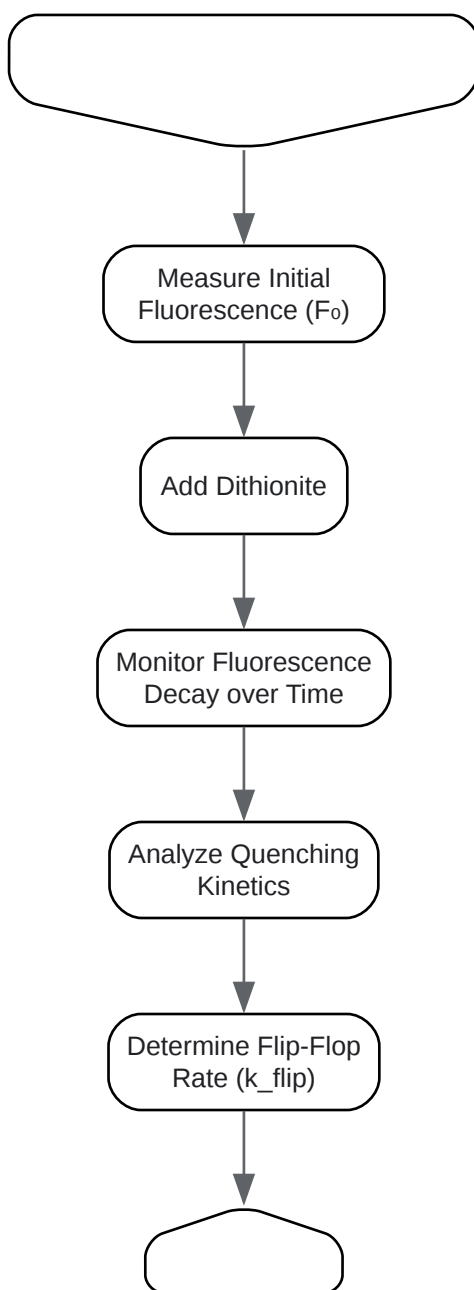 Measure Initial
Fluorescence (F₀)
Add Dithionite
Monitor Fluorescence
Decay over Time
Analyze Quenching
Kinetics
Determine Flip-Flop
Rate (k_flip)